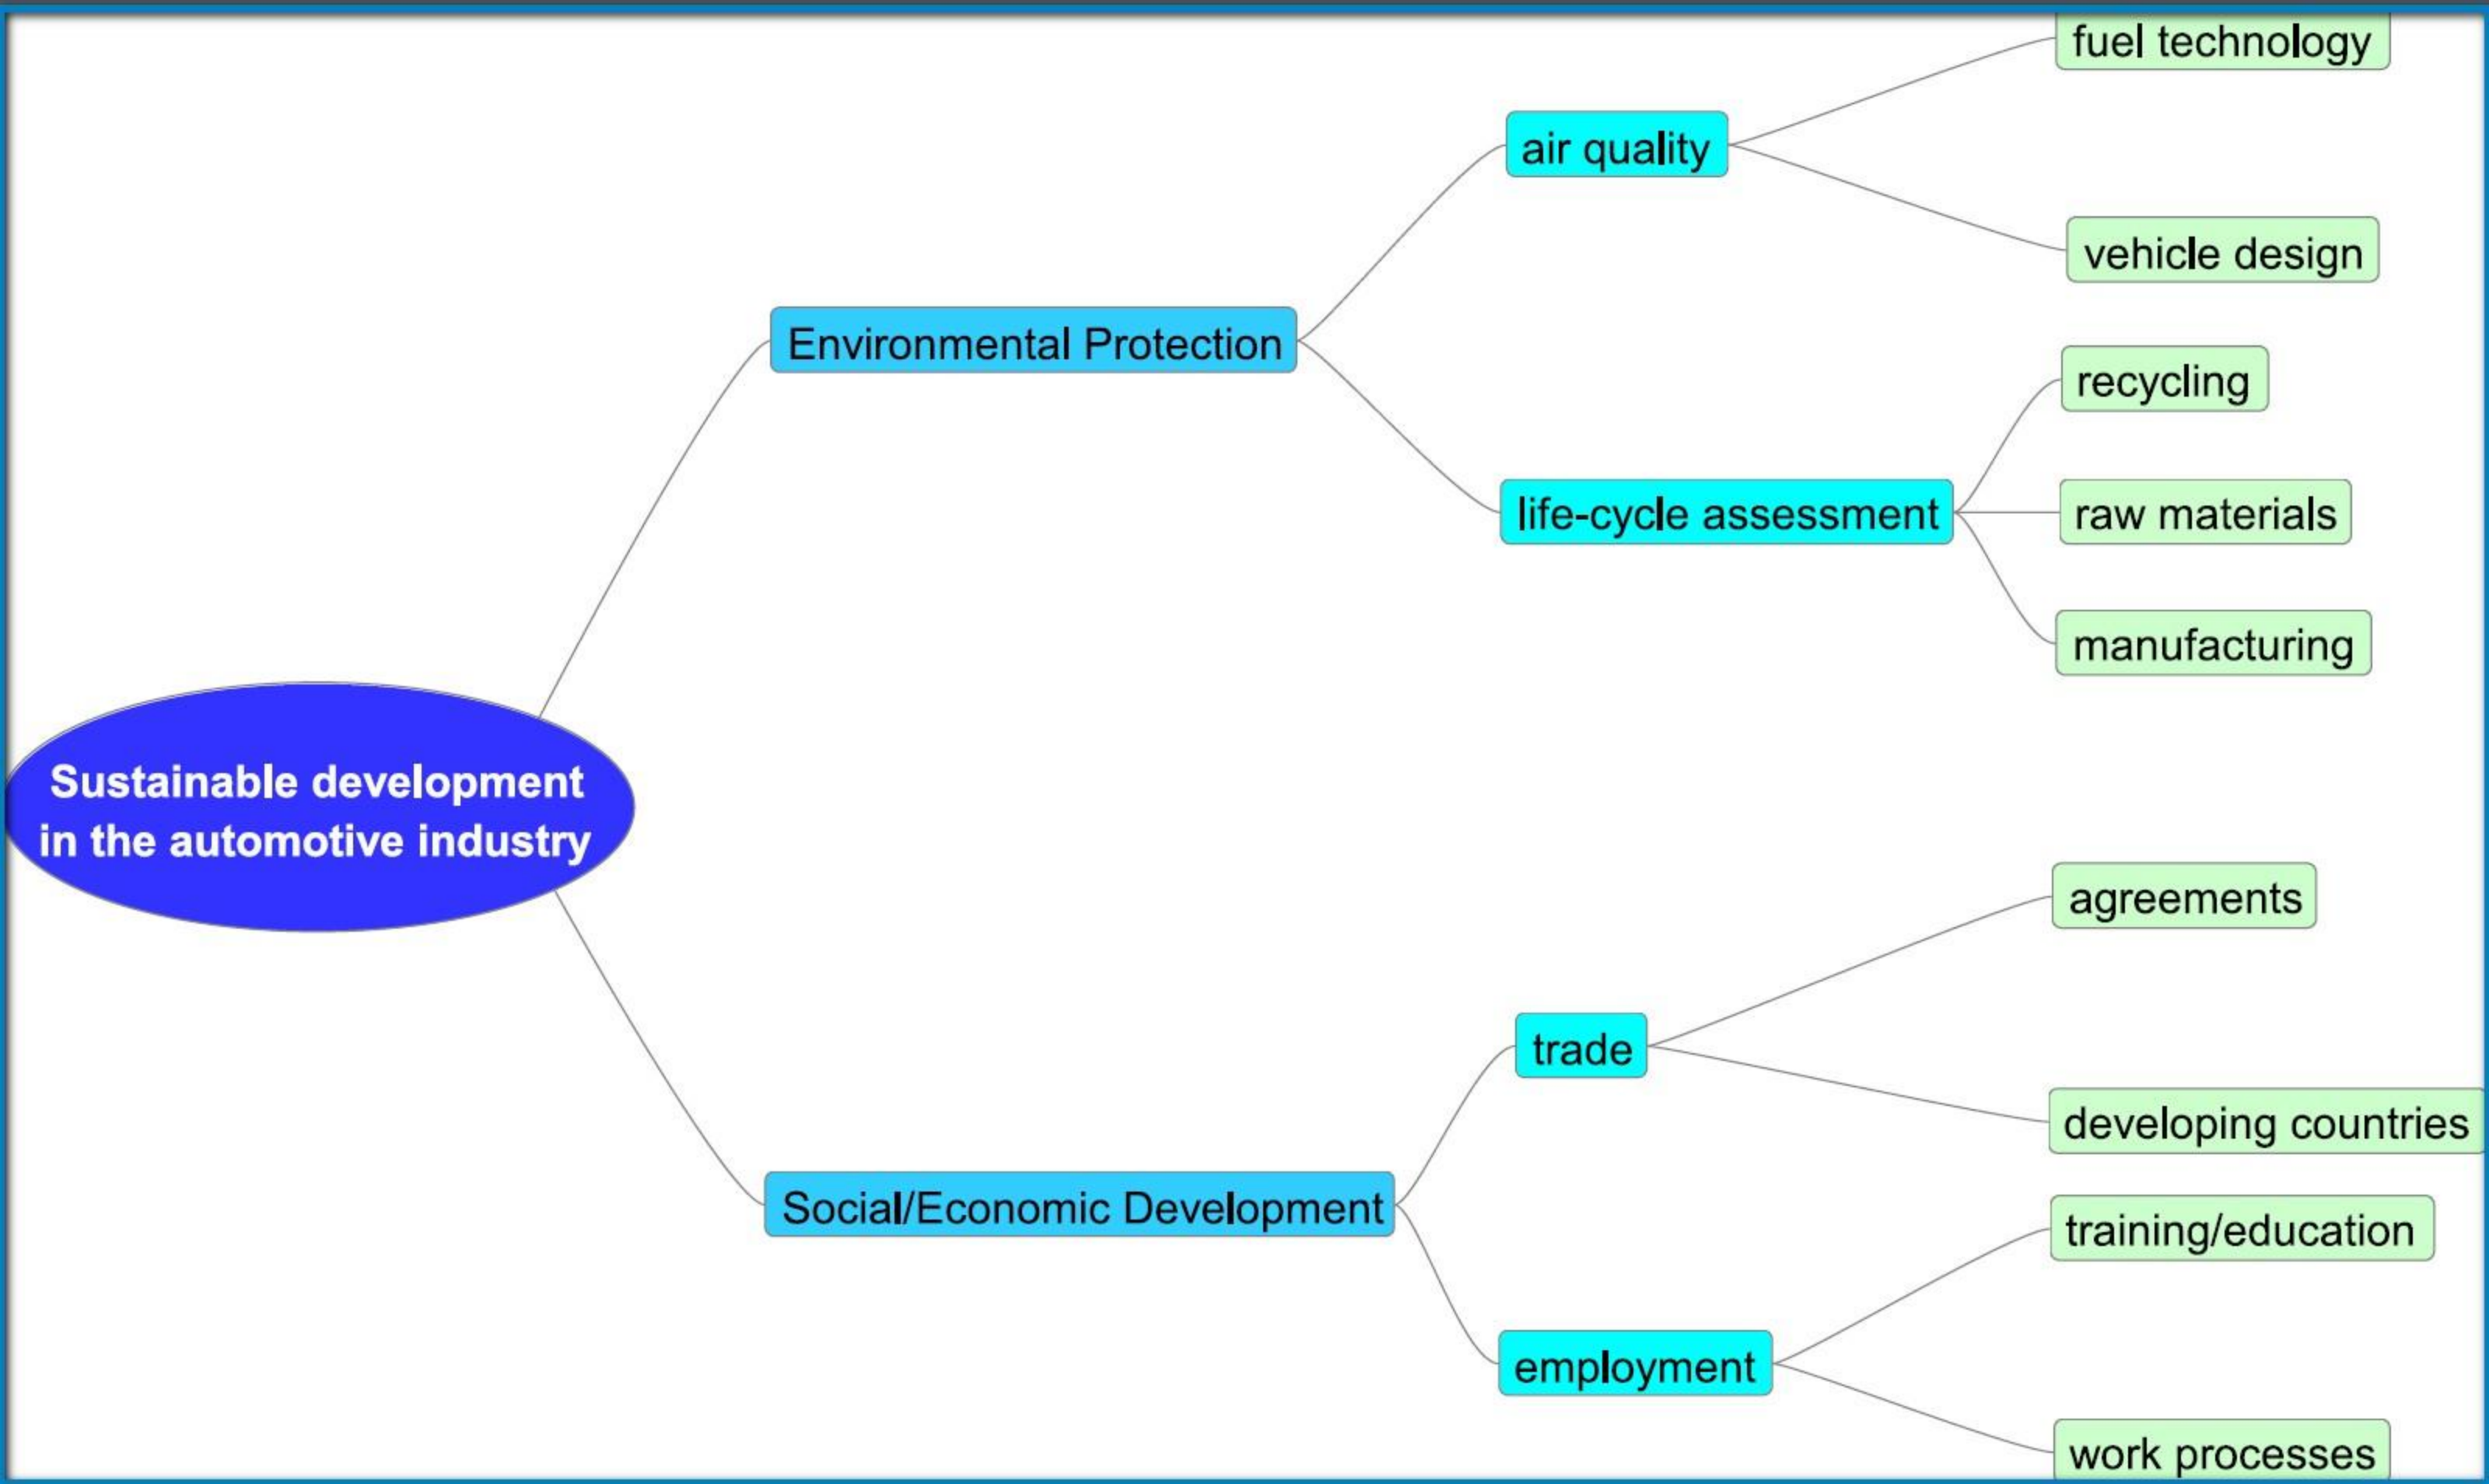 Sustainable development
in the automotive industry
Environmental Protection
air quality
fuel technology
vehicle design
life-cycle assessment
recycling
raw materials
manufacturing
Social/Economic Development
trade
agreements
developing countries
employment
training/education
work processes